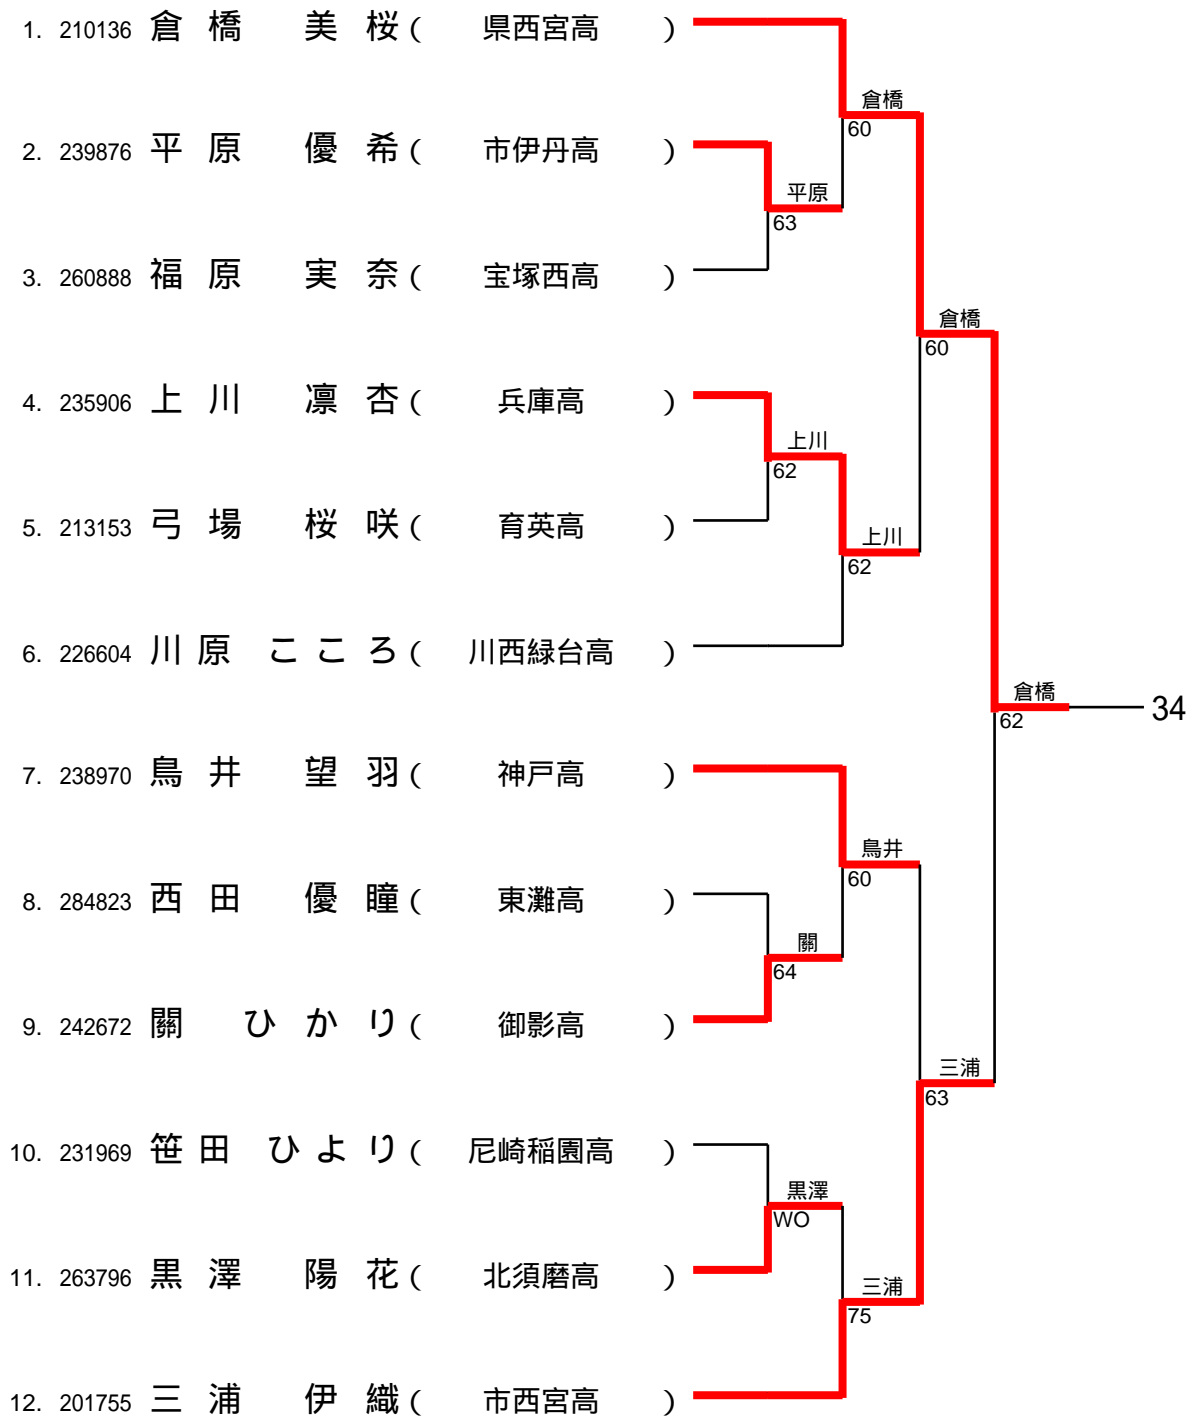 1. 210136 倉橋 美桜 ( 県西宮高 )
倉橋
60
2. 239876 平原 優希 ( 市伊丹高 )
平原
63
3. 260888 福原 実奈 ( 宝塚西高 )
倉橋
60
4. 235906 上川 凛杏 ( 兵庫高 )
上川
62
5. 213153 弓場 桜咲 ( 育英高 )
上川
62
6. 226604 川原 こころ ( 川西緑台高 )
倉橋
62
34
7. 238970 鳥井 望羽 ( 神戸高 )
鳥井
60
8. 284823 西田 優瞳 ( 東灘高 )
關
64
9. 242672 關 ひかり ( 御影高 )
三浦
63
10. 231969 笹田 ひより ( 尼崎稲園高 )
黒澤
WO
11. 263796 黒澤 陽花 ( 北須磨高 )
三浦
75
12. 201755 三浦 伊織 ( 市西宮高 )